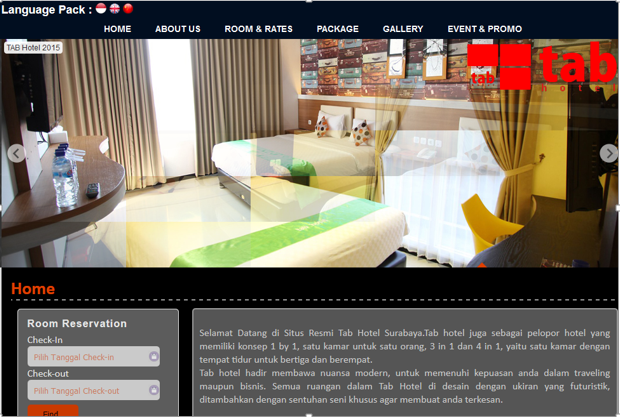 Language Pack :
HOME ABOUT US ROOM & RATES PACKAGE GALLERY EVENT & PROMO
TAB Hotel 2015
tab
tab
hotel
Home
Room Reservation
Check-In
Pilih Tanggal Check-in
Check-out
Pilih Tanggal Check-out
Find
Selamat Datang di Situs Resmi Tab Hotel Surabaya.Tab hotel juga sebagai pelopor hotel yang
memiliki konsep 1 by 1, satu kamar untuk satu orang, 3 in 1 dan 4 in 1, yaitu satu kamar dengan
tempat tidur untuk bertiga dan berempat.
Tab hotel hadir membawa nuansa modern, untuk memenuhi kepuasan anda dalam traveling
maupun bisnis. Semua ruangan dalam Tab Hotel di desain dengan ukiran yang futuristik,
ditambahkan dengan sentuhan seni khusus agar membuat anda terkesan.